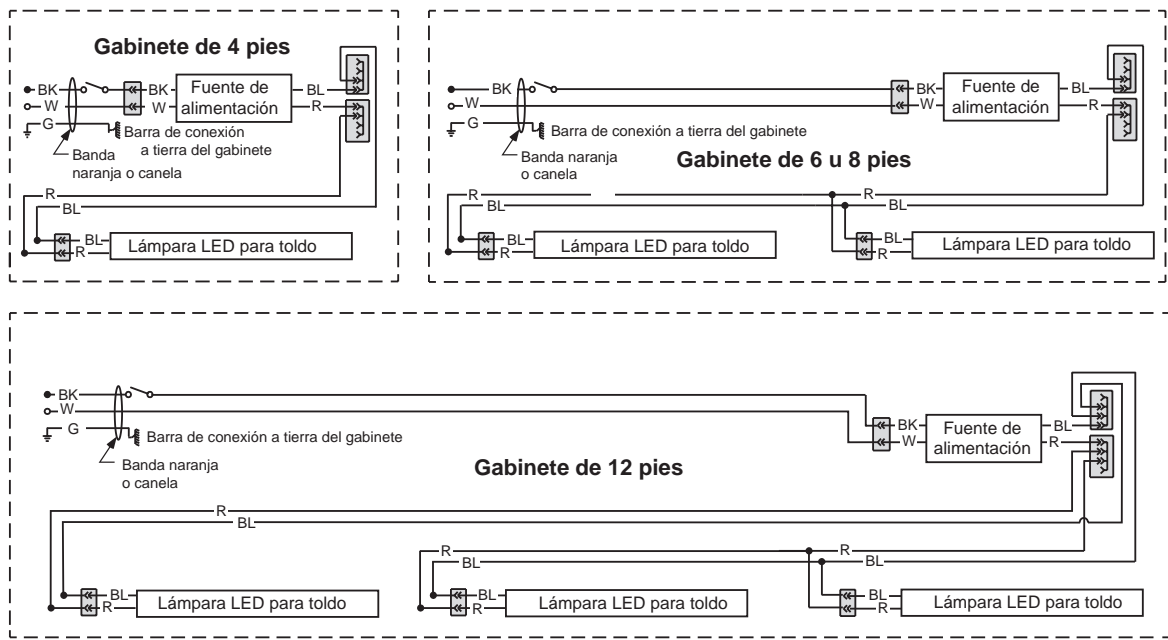 Gabinete de 4 pies
BK
W
G
BK
W
Fuente de
alimentación
BL
R
Barra de conexión
a tierra del gabinete
Banda
naranja o canela
R
BL
BL
R
Lámpara LED para toldo
BK
W
G
BK
W
Fuente de
alimentación
BL
R
Barra de conexión a tierra del gabinete
Banda naranja
o canela
Gabinete de 6 u 8 pies
R
BL
R
BL
BL
R
Lámpara LED para toldo
BL
R
Lámpara LED para toldo
BK
W
G
Barra de conexión a tierra del gabinete
Banda naranja
o canela
BK
W
Fuente de
alimentación
BL
R
Gabinete de 12 pies
R
BL
R
BL
R
BL
BL
R
Lámpara LED para toldo
BL
R
Lámpara LED para toldo
BL
R
Lámpara LED para toldo